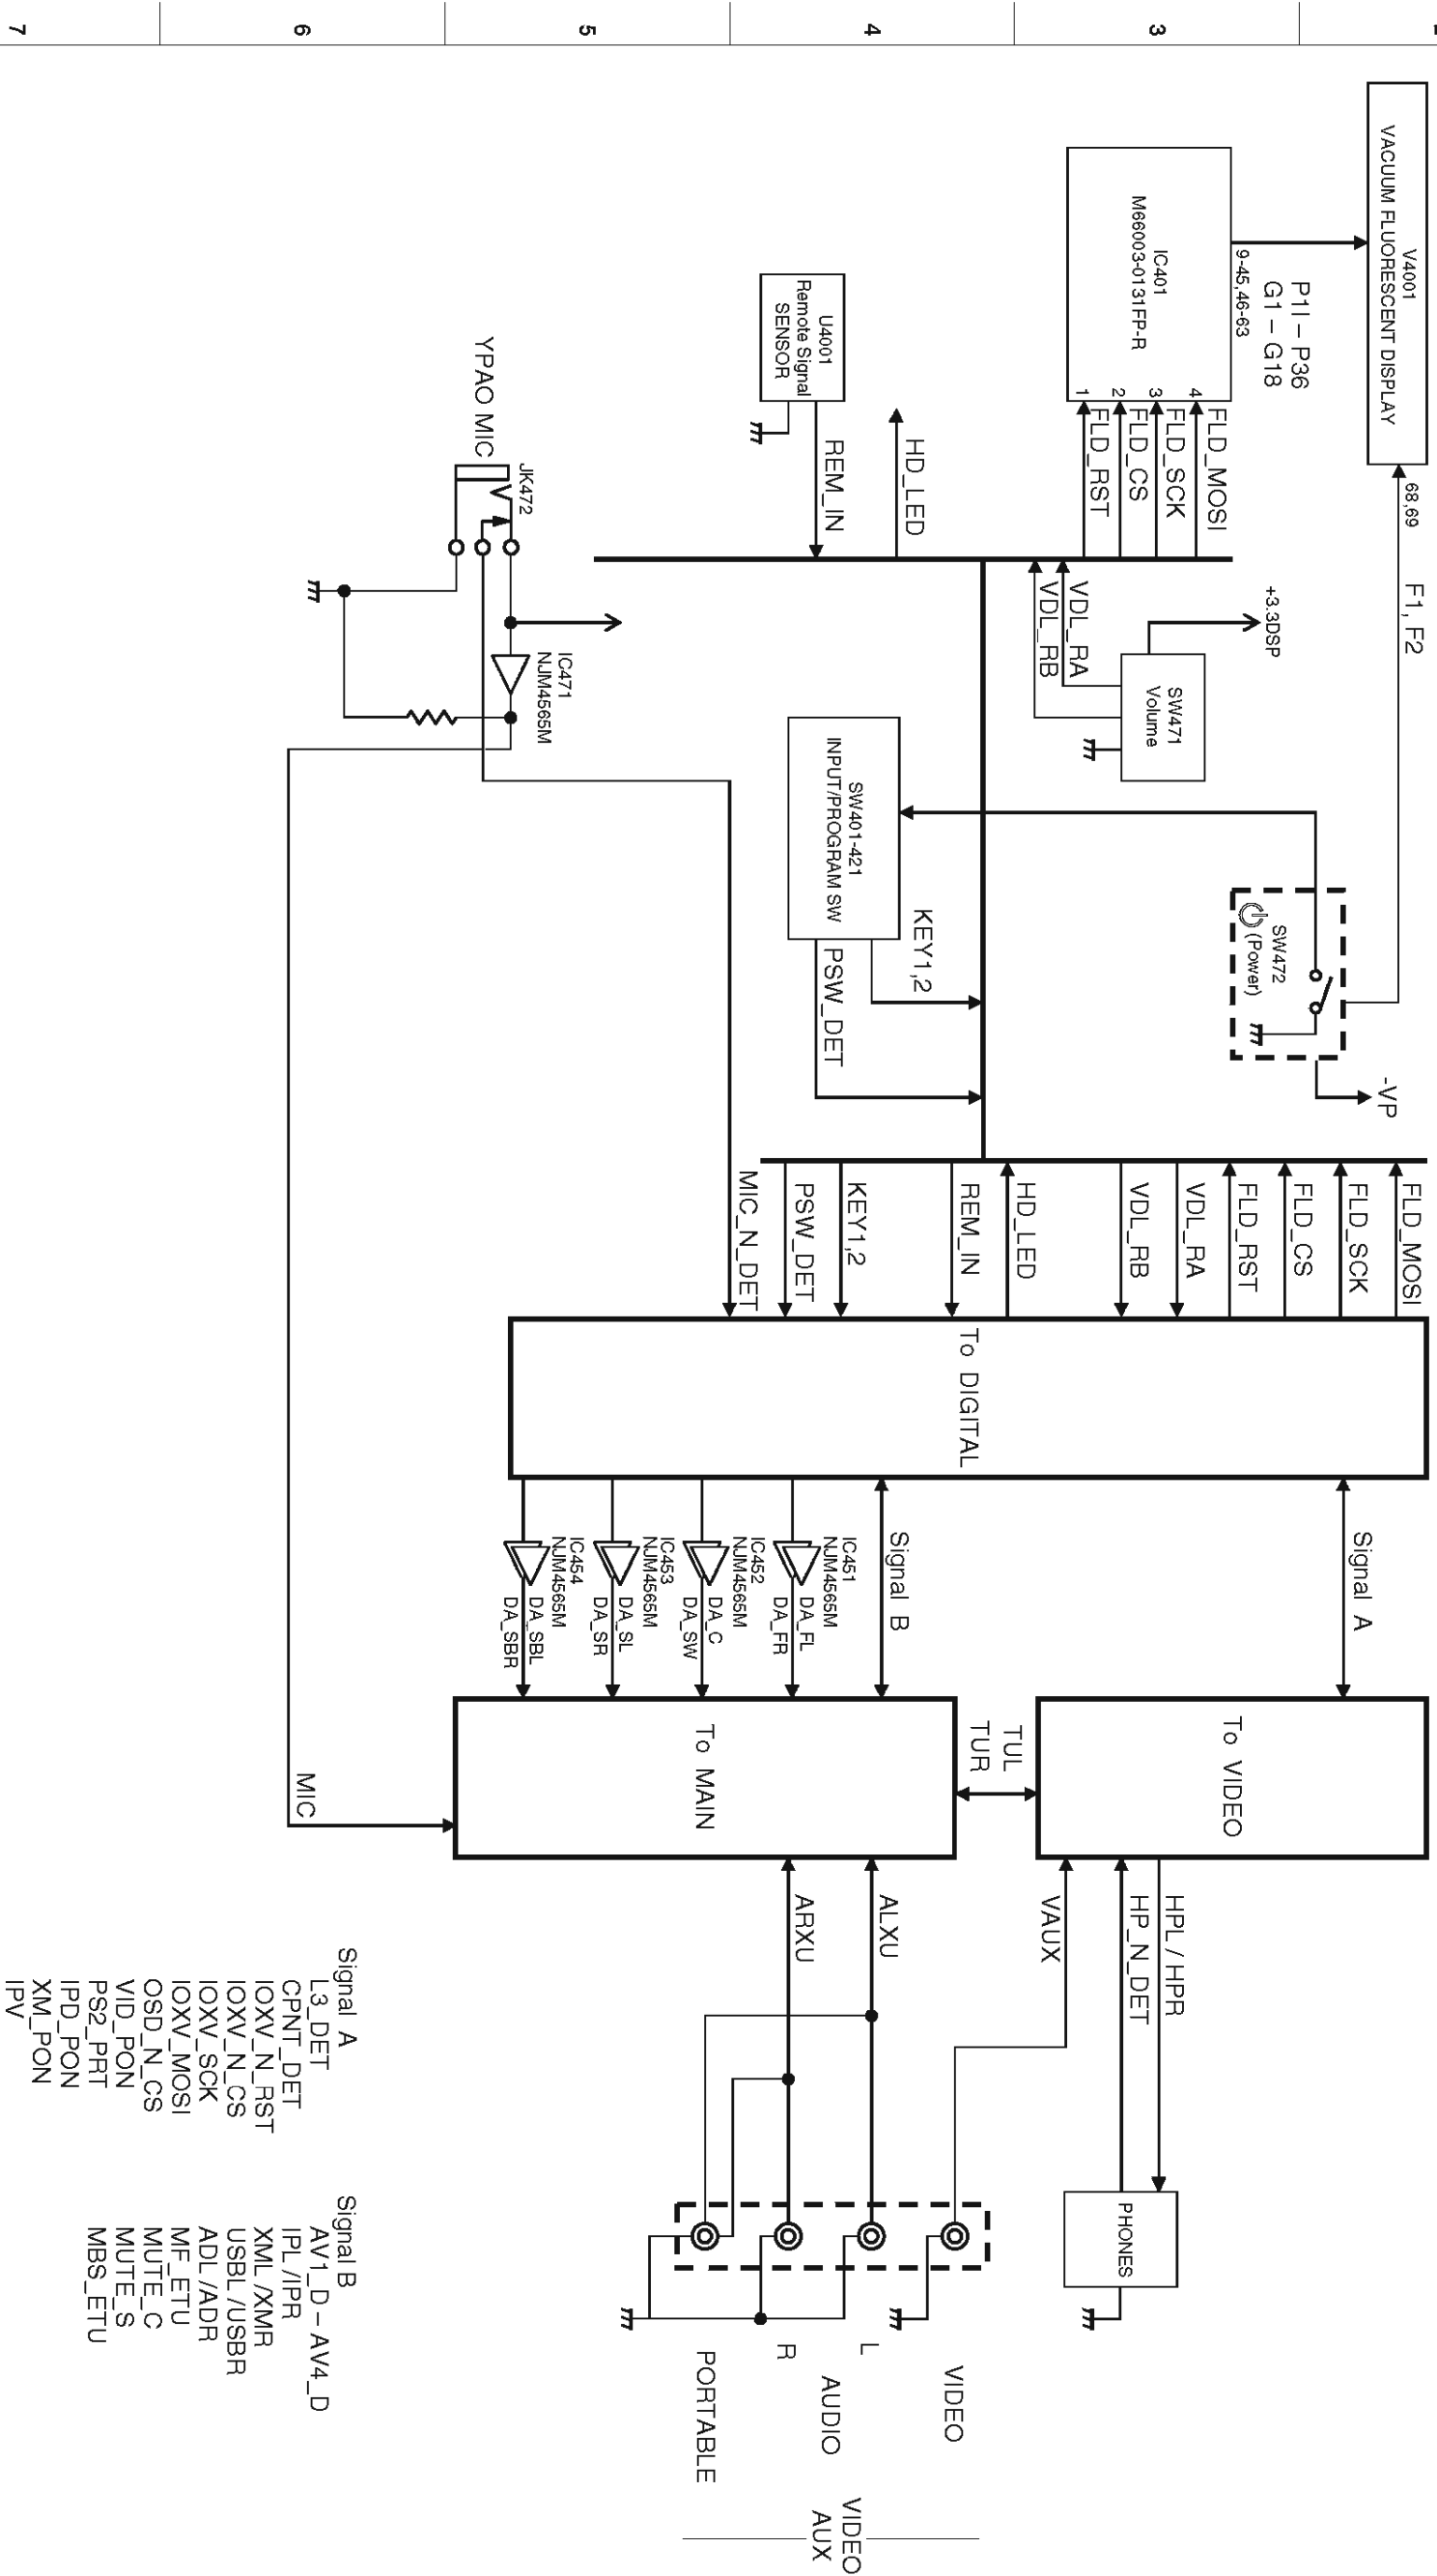 7
6
5
4
3
V4001
VACUUM FLUORESCENT DISPLAY
68,69
F1, F2
P1I – P36
G1 – G18
9-45,46-63
IC401
M66003-0131FP-R
4
3
2
1
FLD_MOSI
FLD_SCK
FLD_CS
FLD_RST
+3.3DSP
SW471
Volume
VDL_RA
VDL_RB
SW472
(Power)
-VP
HD_LED
U4001
Remote Signal
SENSOR
REM_IN
SW401-421
INPUT/PROGRAM SW
KEY1,2
PSW_DET
YPAO MIC
JK472
IC471
NJM4565M
FLD_MOSI
FLD_SCK
FLD_CS
FLD_RST
VDL_RA
VDL_RB
HD_LED
REM_IN
KEY1,2
PSW_DET
MIC_N_DET
To DIGITAL
Signal A
Signal B
IC451
NJM4565M
DA_FL
DA_FR
IC452
NJM4565M
DA_C
DA_SW
IC453
NJM4565M
DA_SL
DA_SR
IC454
NJM4565M
DA_SBL
DA_SBR
To VIDEO
TUL
TUR
To MAIN
MIC
HPL / HPR
HP_N_DET
VAUX
ALXU
ARXU
PHONES
VIDEO
L
AUDIO
R
PORTABLE
VIDEO
AUX
Signal A
L3_DET
CPNT_DET
IOXV_N_RST
IOXV_N_CS
IOXV_SCK
IOXV_MOSI
OSD_N_CS
VID_PON
PS2_PRT
IPD_PON
XM_PON
IPV
Signal B
AV1_D – AV4_D
IPL /IPR
XML /XMR
USBL /USBR
ADL /ADR
MF_ETU
MUTE_C
MUTE_S
MBS_ETU